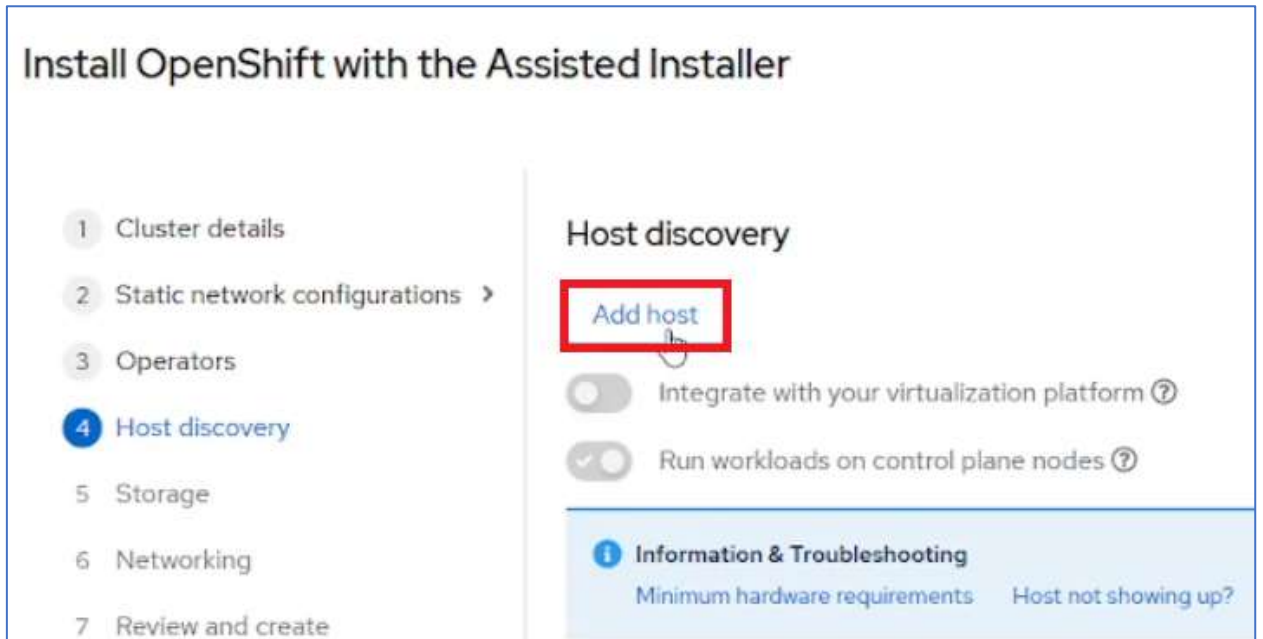 Install OpenShift with the Assisted Installer
1 Cluster details
2 Static network configurations
3 Operators
4 Host discovery
5 Storage
6 Networking
7 Review and create
Host discovery
Add host
Integrate with your virtualization platform
Run workloads on control plane nodes
Information & Troubleshooting
Minimum hardware requirements Host not showing up?